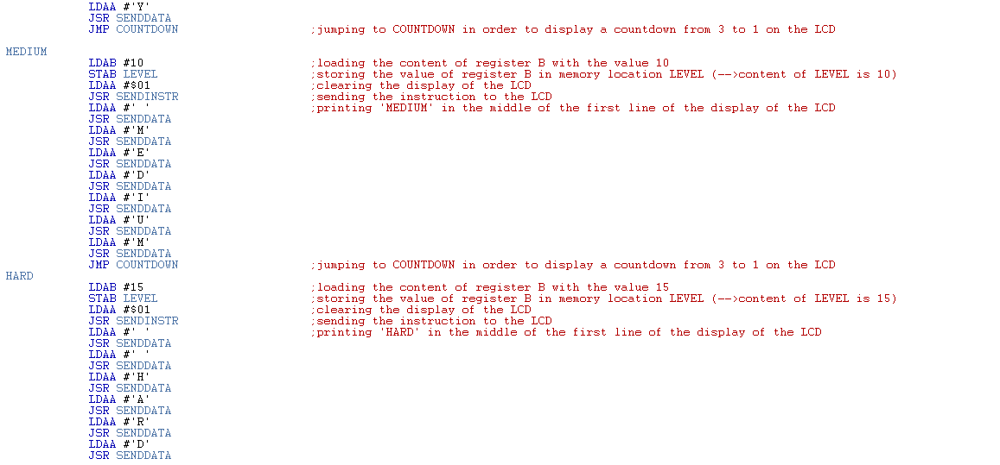 LDAA #'Y'
JSR SENDDATA
JMP COUNTDOWN ;jumping to COUNTDOWN in order to display a countdown from 3 to 1 on the LCD
MEDIUM
LDAB #10 ;loading the content of register B with the value 10
STAB LEVEL ;storing the value of register B in memory location LEVEL (-->content of LEVEL is 10)
LDAA #$01 ;clearing the display of the LCD
JSR SENDINSTR ;sending the instruction to the LCD
LDAA #' ' ;printing 'MEDIUM' in the middle of the first line of the display of the LCD
JSR SENDDATA
LDAA #'M'
JSR SENDDATA
LDAA #'E'
JSR SENDDATA
LDAA #'D'
JSR SENDDATA
LDAA #'I'
JSR SENDDATA
LDAA #'U'
JSR SENDDATA
LDAA #'M'
JSR SENDDATA
JMP COUNTDOWN ;jumping to COUNTDOWN in order to display a countdown from 3 to 1 on the LCD
HARD
LDAB #15 ;loading the content of register B with the value 15
STAB LEVEL ;storing the value of register B in memory location LEVEL (-->content of LEVEL is 15)
LDAA #$01 ;clearing the display of the LCD
JSR SENDINSTR ;sending the instruction to the LCD
LDAA #' ' ;printing 'HARD' in the middle of the first line of the display of the LCD
JSR SENDDATA
LDAA #' '
JSR SENDDATA
LDAA #'H'
JSR SENDDATA
LDAA #'A'
JSR SENDDATA
LDAA #'R'
JSR SENDDATA
LDAA #'D'
JSR SENDDATA